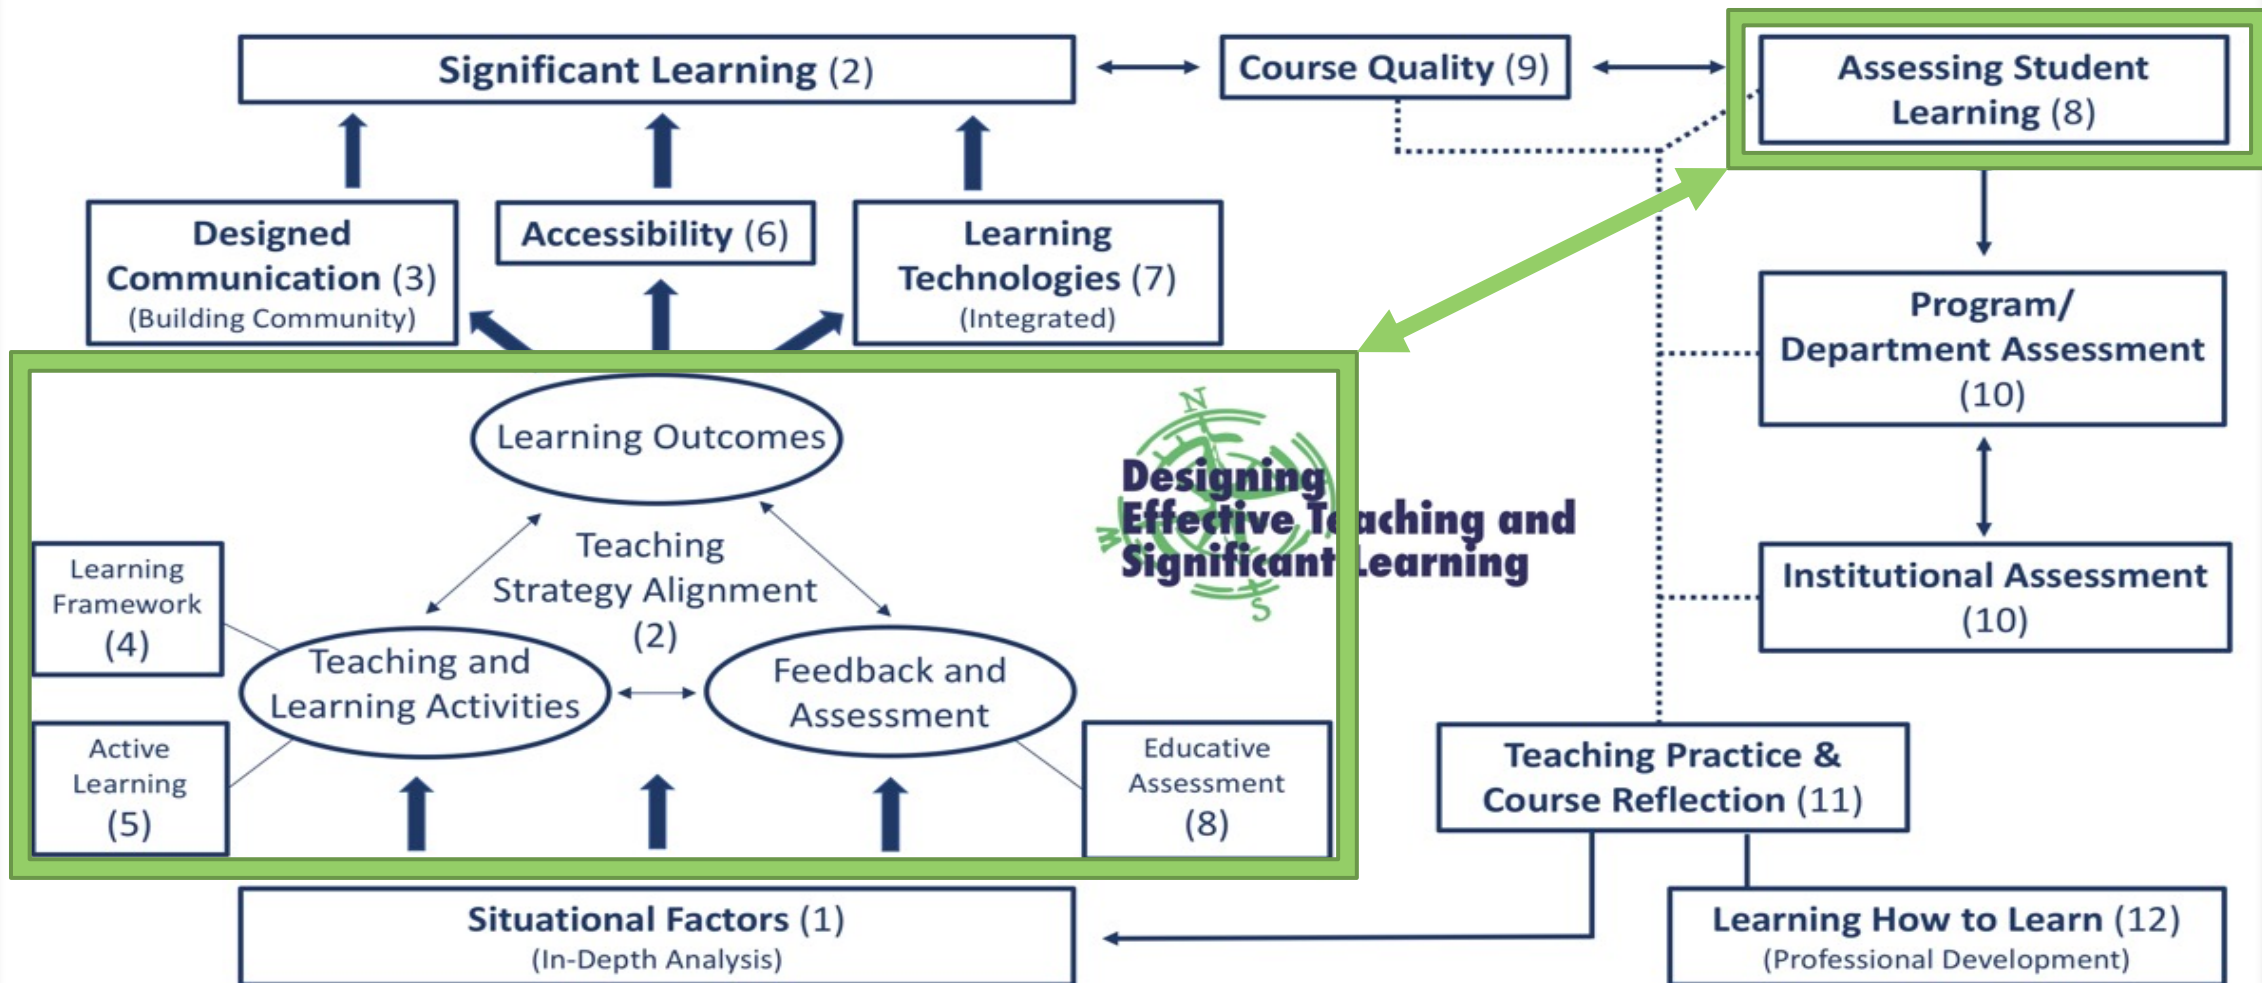 Significant Learning (2)
Course Quality (9)
Assessing Student
Learning (8)
Designed
Communication (3)
(Building Community)
Accessibility (6)
Learning
Technologies (7)
(Integrated)
Program/
Department Assessment
(10)
Learning Outcomes
N
W
S
Designing
Effective Teaching and
Significant Learning
Teaching
Strategy Alignment
(2)
Learning
Framework
(4)
Teaching and
Learning Activities
Feedback and
Assessment
Institutional Assessment
(10)
Active
Learning
(5)
Educative
Assessment
(8)
Teaching Practice &
Course Reflection (11)
Situational Factors (1)
(In-Depth Analysis)
Learning How to Learn (12)
(Professional Development)